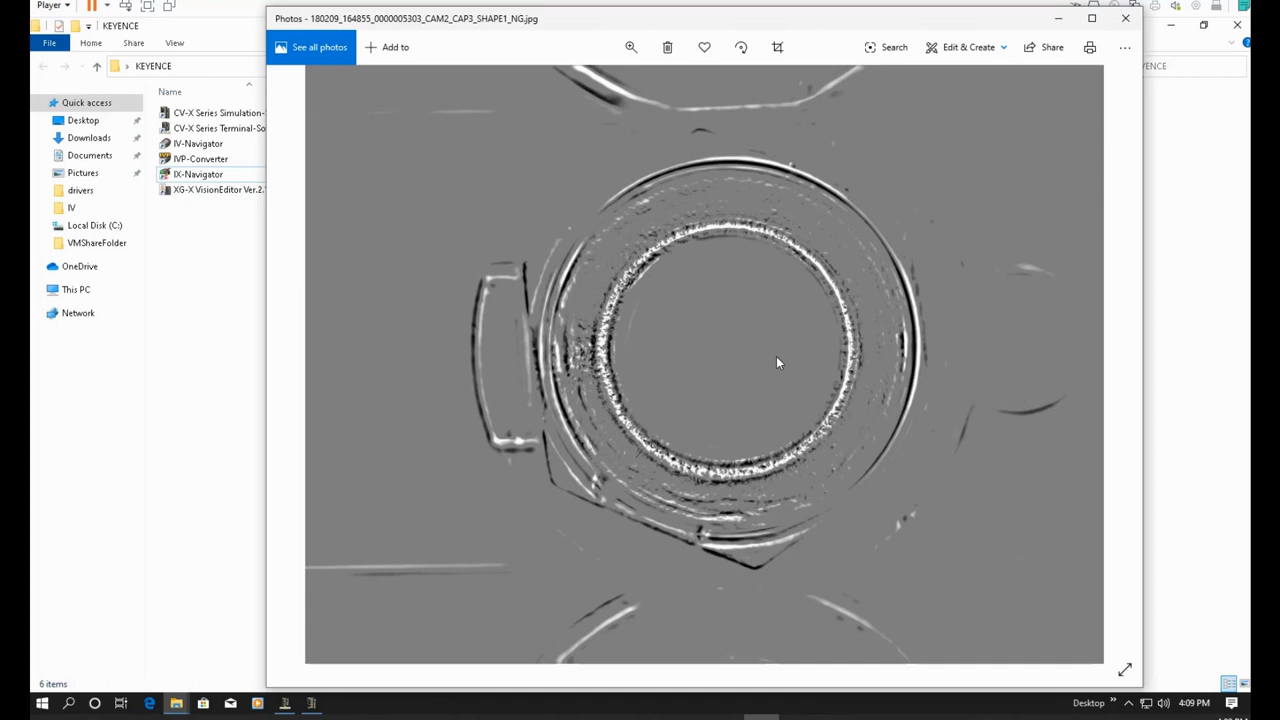 Player
Photos - 180209_164855_0000005303_CAM2_CAP3_SHAPE1_NG.jpg
KEYENCE
See all photos
Add to
Search
Edit & Create
Share
File
Home
Share
View
KEYENCE
YENCE
Name
Quick access
Desktop
Downloads
Documents
Pictures
drivers
IV
Local Disk (C:)
VMShareFolder
OneDrive
This PC
Network
CV-X Series Simulation-
CV-X Series Terminal-So
IV-Navigator
IVP-Converter
IX-Navigator
XG-X VisionEditor Ver.2.
6 items
Desktop
4:09 PM